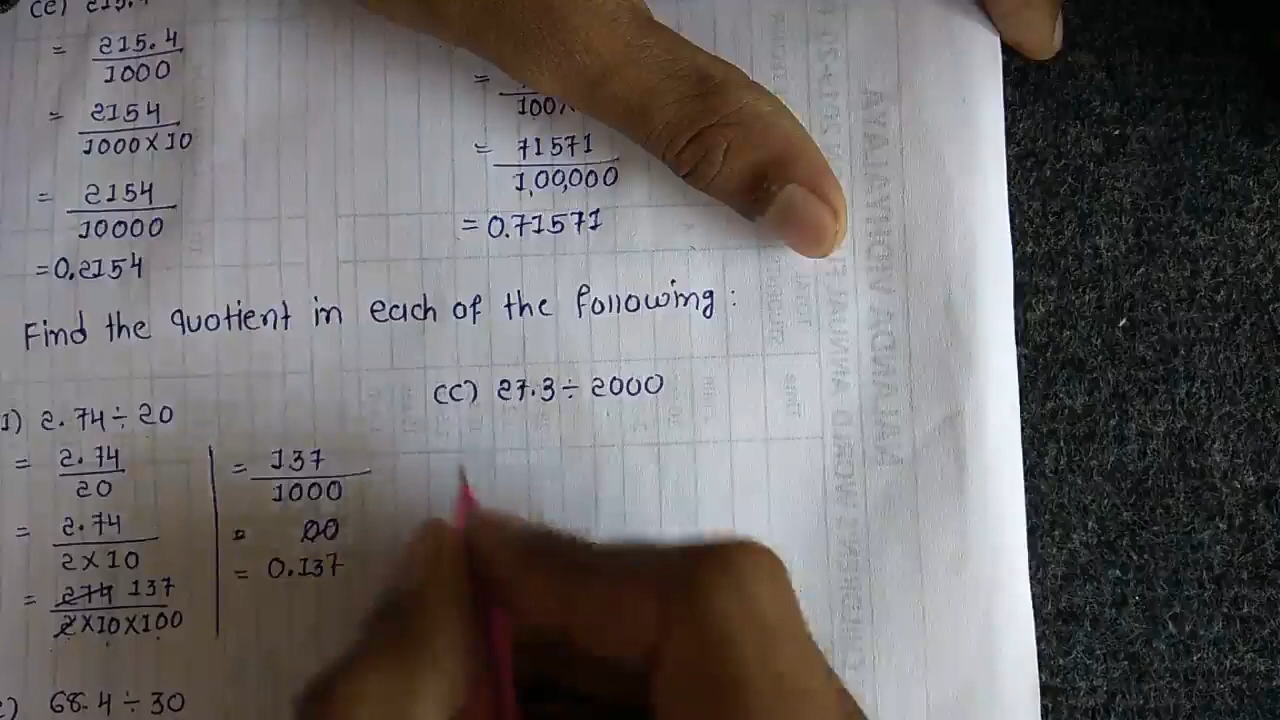 = 215.4
1000
= 2154
1000 X 10
= 2154
10000
= 0.2154
=
100
= 71571
1,00,000
= 0.71571
Find the quotient in each of the following :
2.74 ÷ 20
= 2.74
20
= 2.74
2 X 10
= 274 137
2 X 10 X 100
= 137
1000
= 00
= 0.137
(c) 27.3 ÷ 2000
68.4 ÷ 30